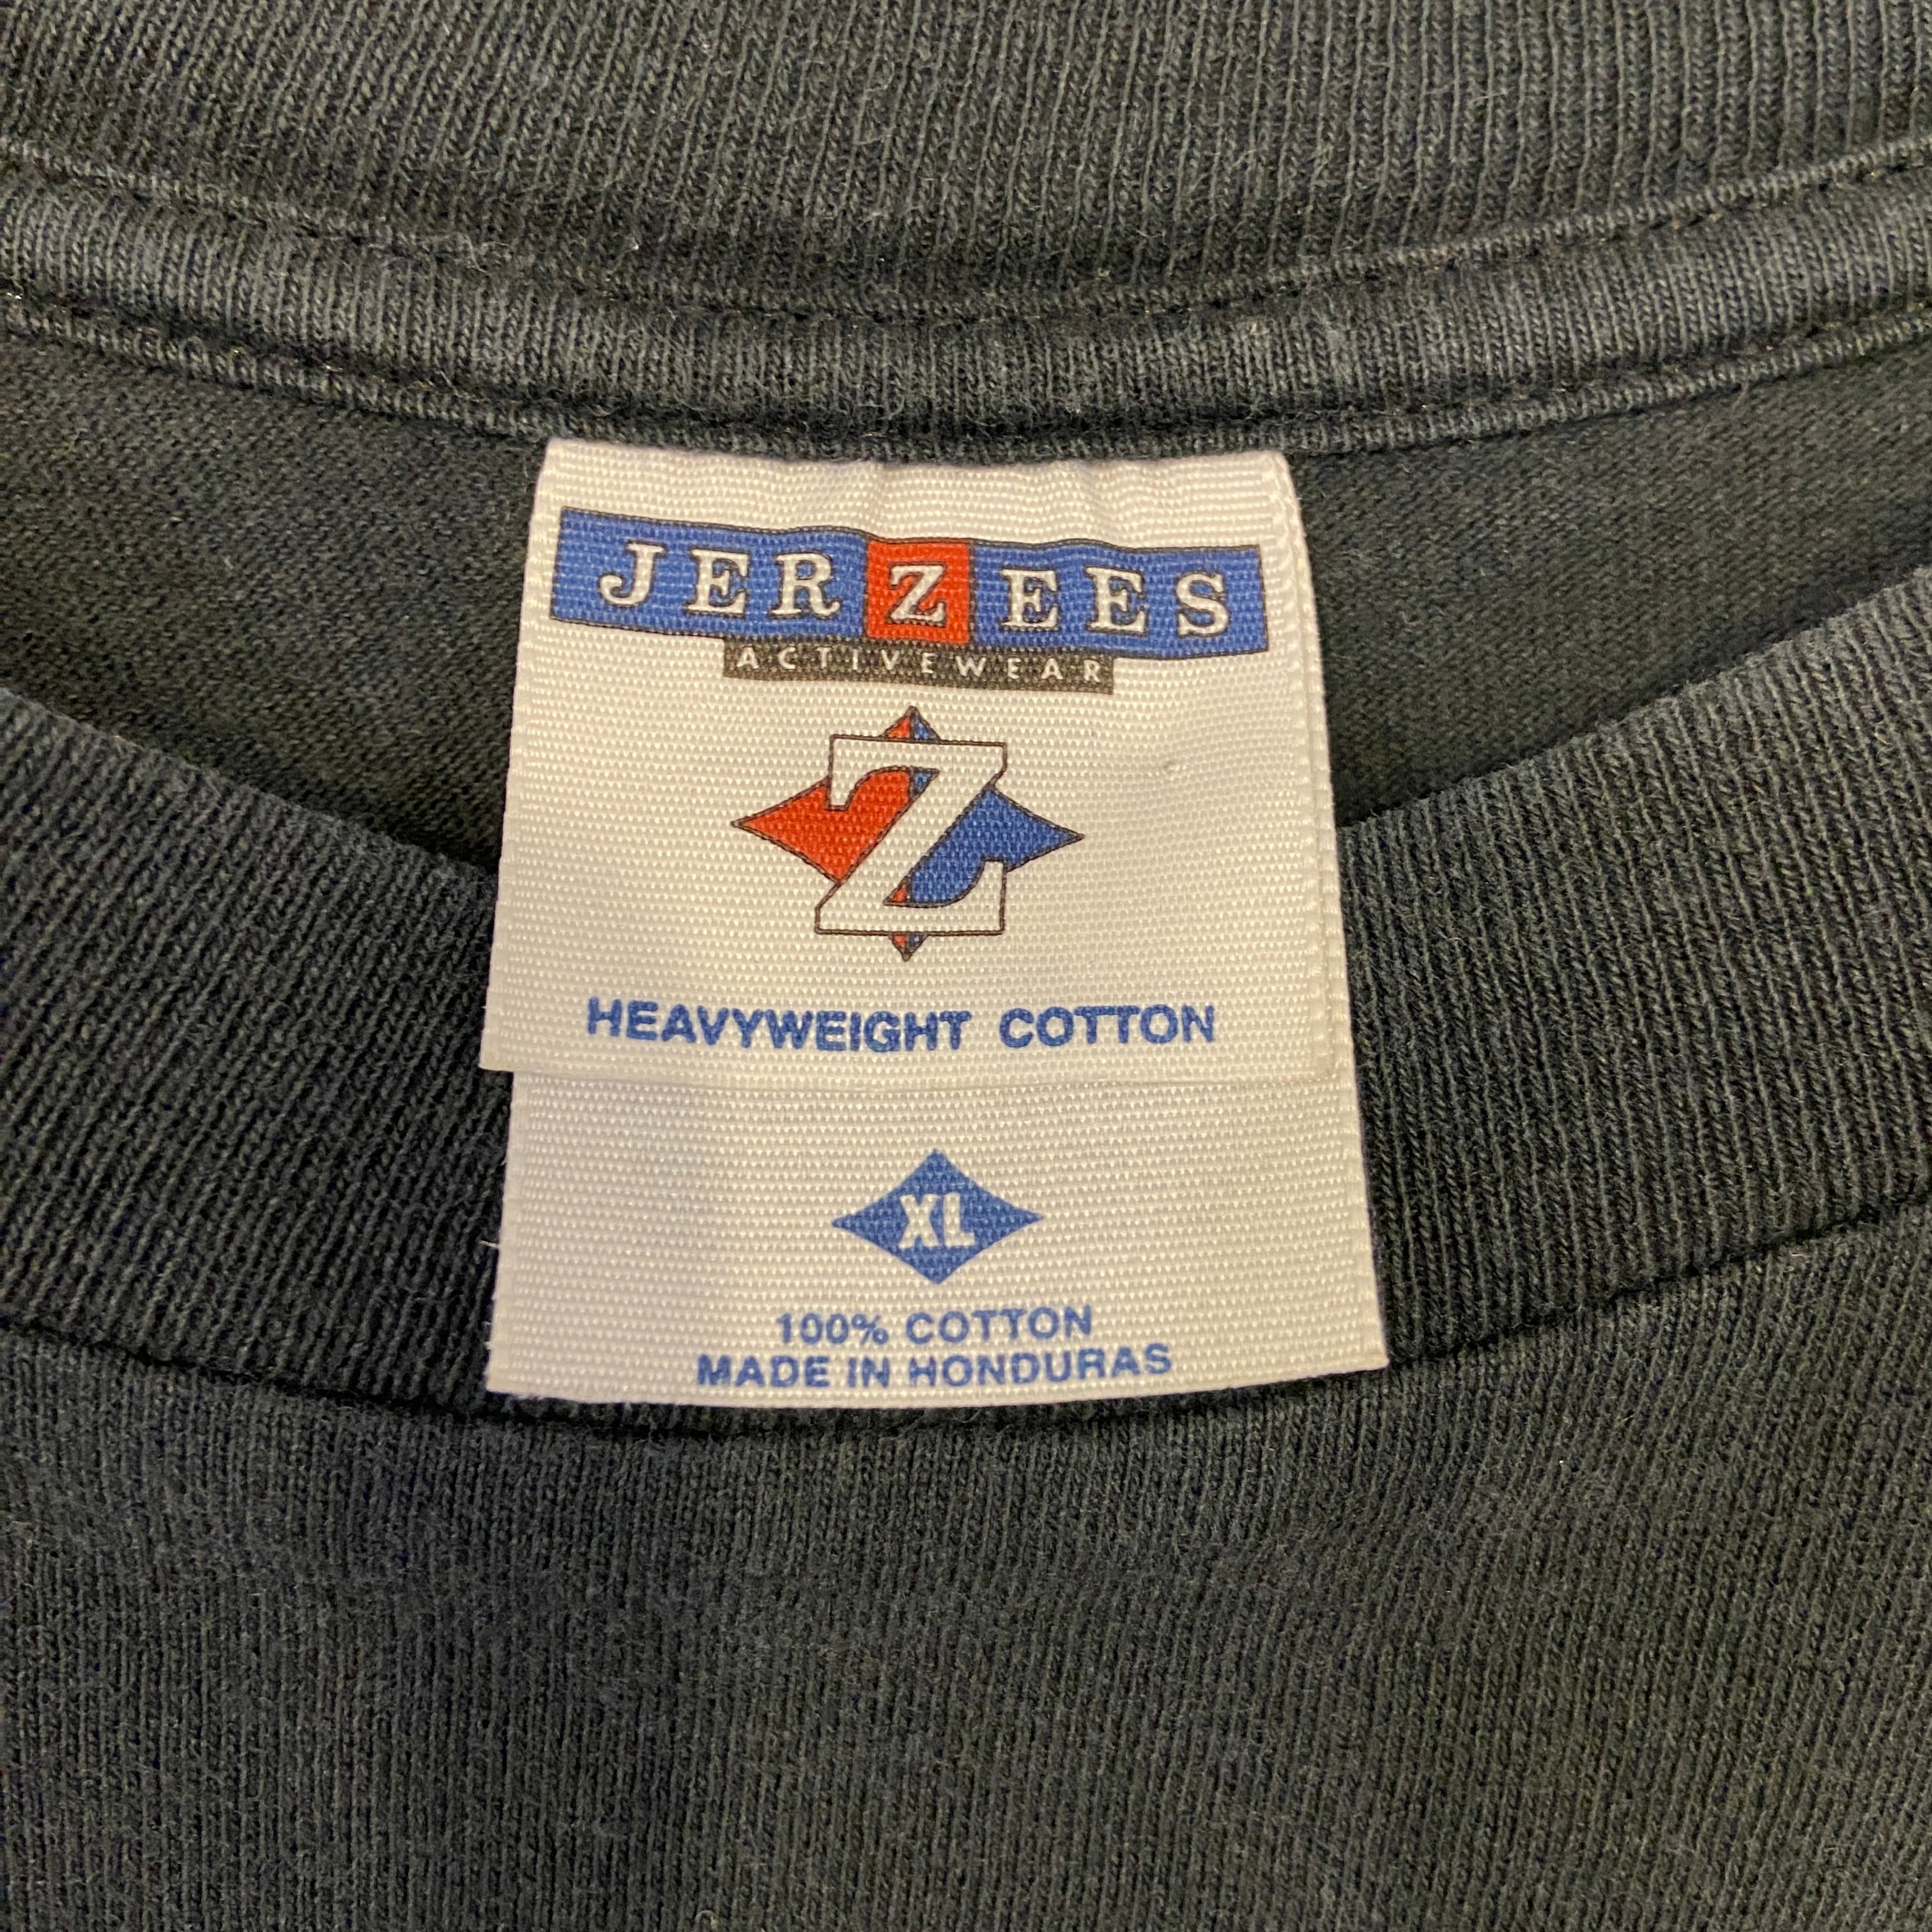 JERZEES
ACTIVEWEAR
Z
HEAVYWEIGHT COTTON
XL
100% COTTON
MADE IN HONDURAS